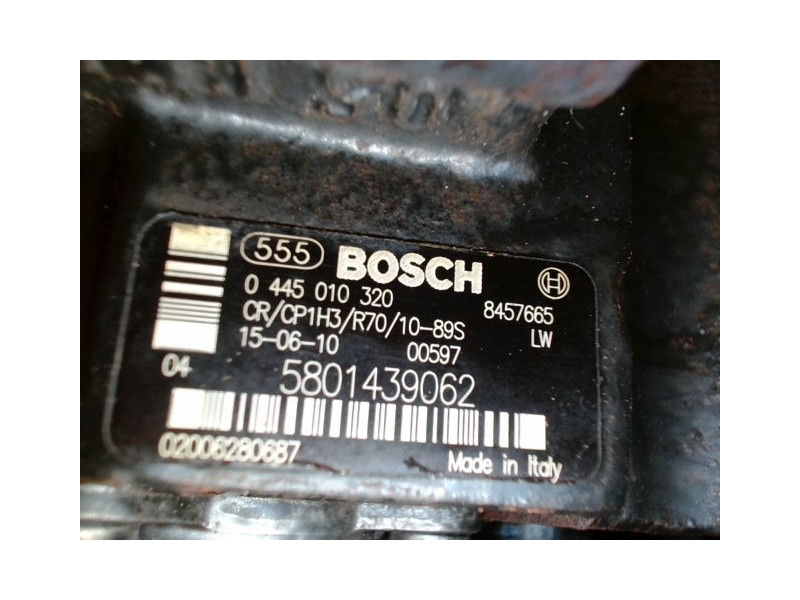 555 BOSCH
0 445 010 320 8457665
CR/CP1H3/R70/10-89S LW
15-06-10 00597
04 5801439062
02006280687 Made in Italy